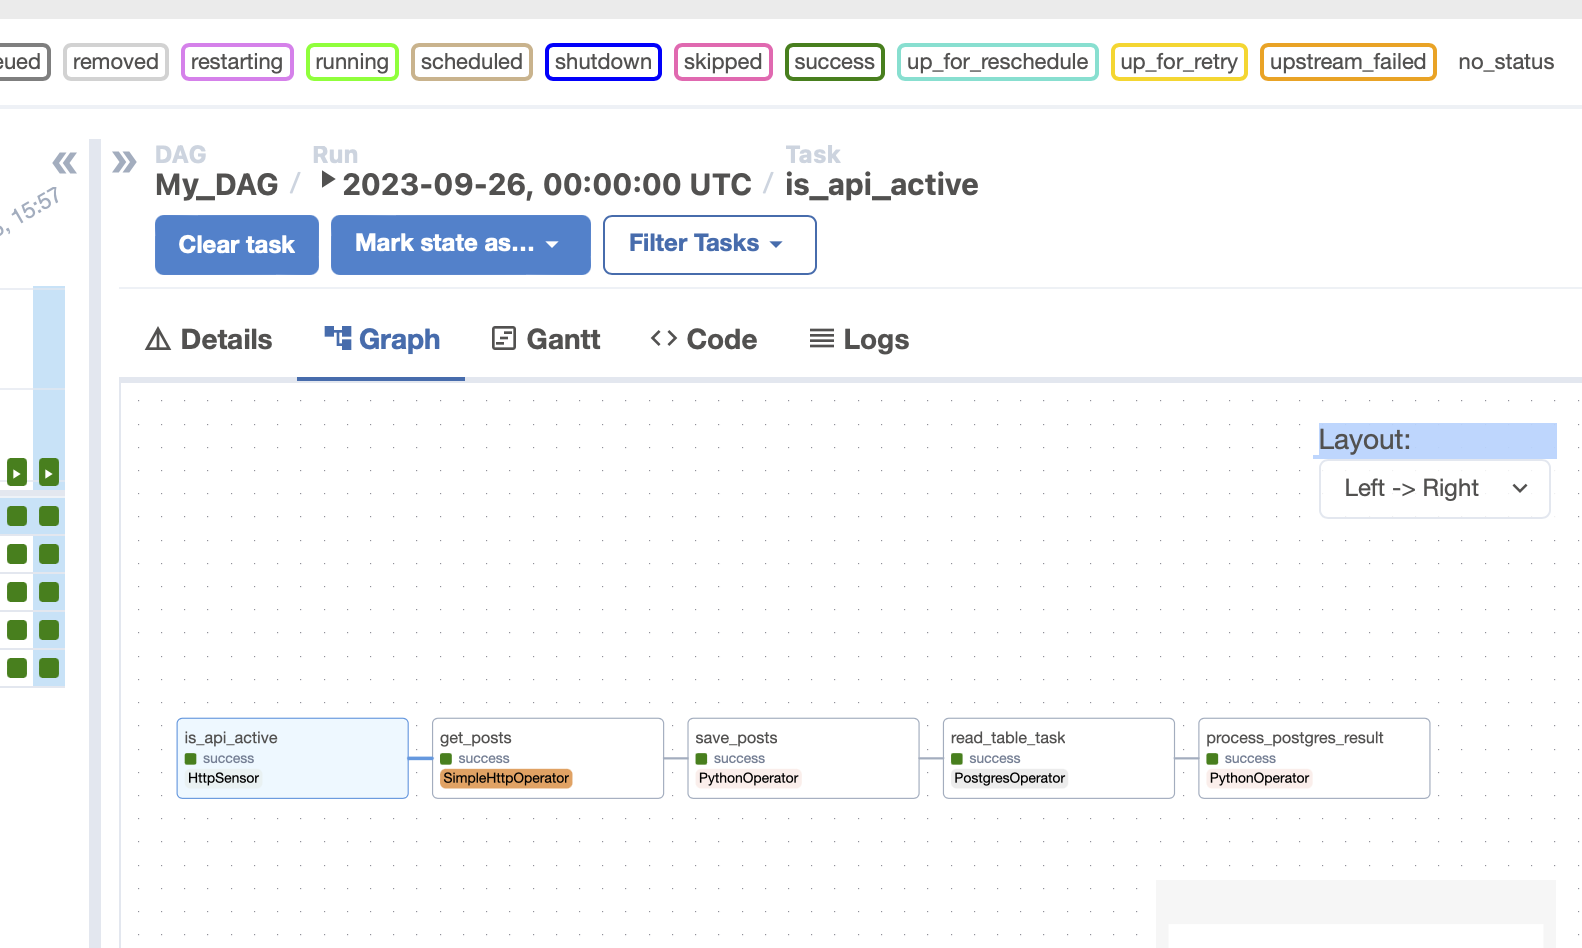 removed restarting running scheduled shutdown skipped success up_for_reschedule up_for_retry upstream_failed no_status
DAG Run Task
My_DAG / 2023-09-26, 00:00:00 UTC / is_api_active
15:57
Clear task Mark state as... Filter Tasks
Details Graph Gantt Code Logs
Layout:
Left -> Right
is_api_active
success
HttpSensor
get_posts
success
SimpleHttpOperator
save_posts
success
PythonOperator
read_table_task
success
PostgresOperator
process_postgres_result
success
PythonOperator